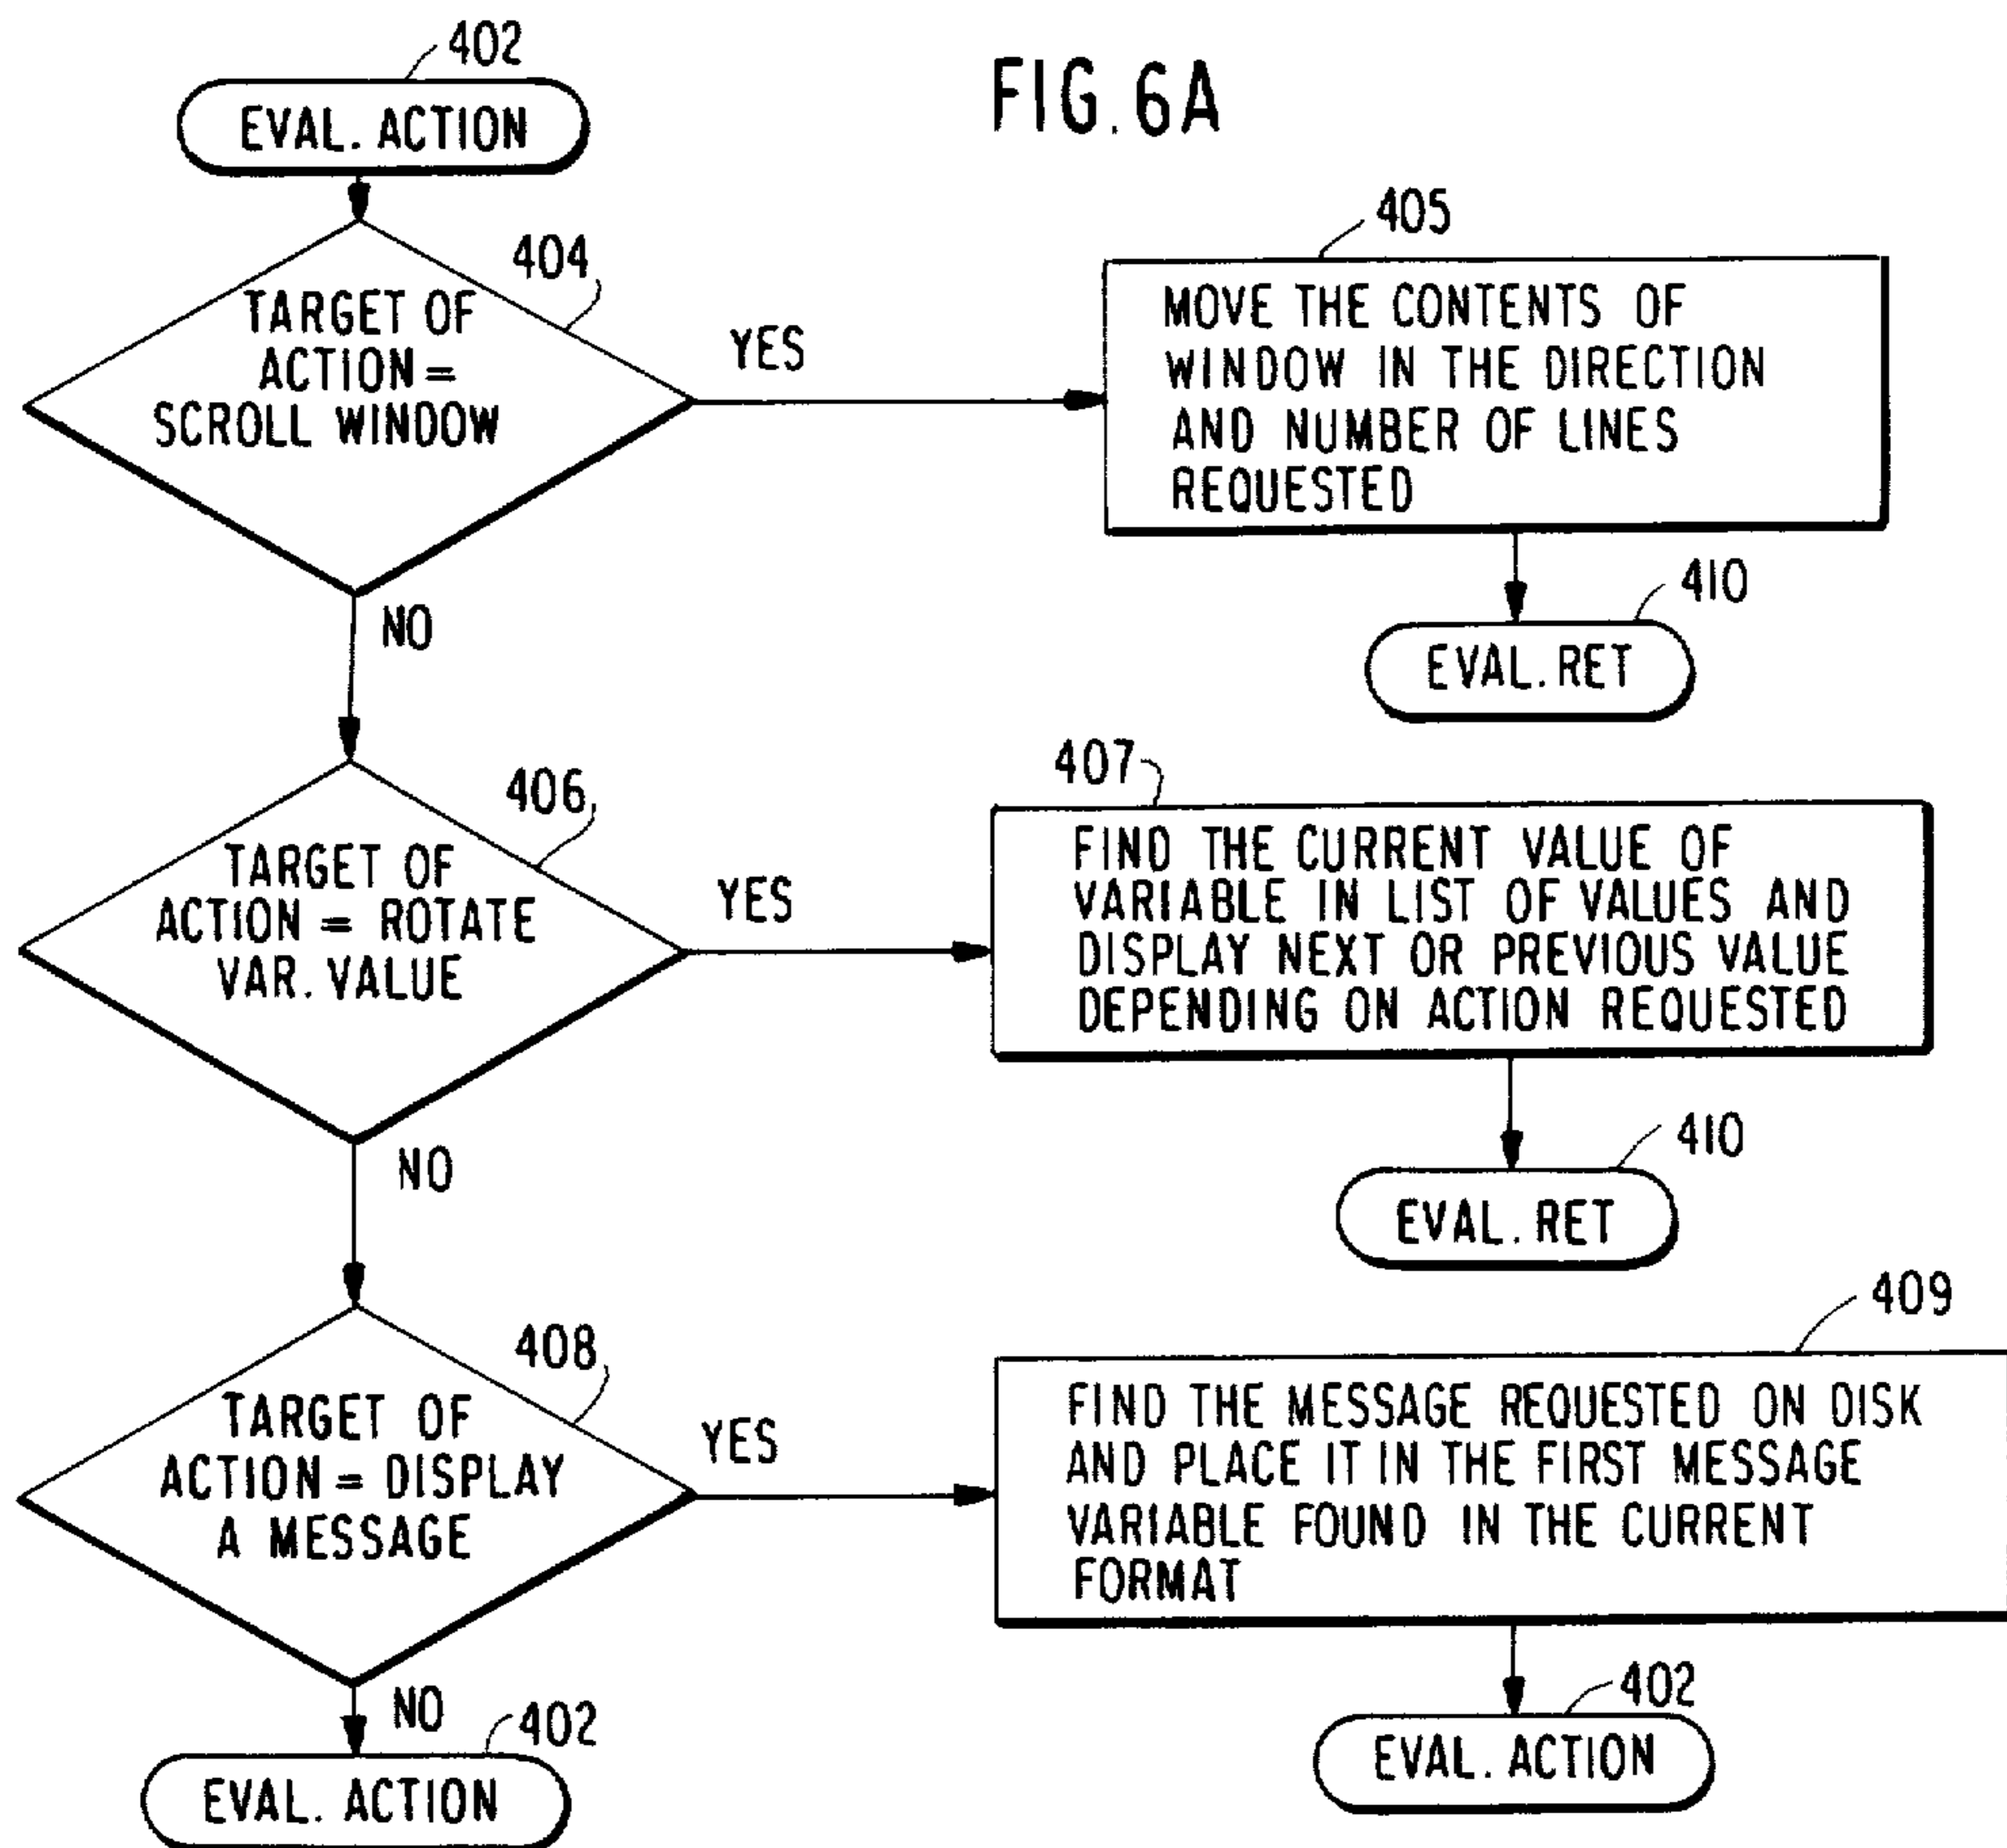 FIG. 6A
402
EVAL. ACTION
404
TARGET OF
ACTION =
SCROLL WINDOW
YES
405
MOVE THE CONTENTS OF
WINDOW IN THE DIRECTION
AND NUMBER OF LINES
REQUESTED
410
EVAL. RET
NO
406
TARGET OF
ACTION = ROTATE
VAR. VALUE
YES
407
FIND THE CURRENT VALUE OF
VARIABLE IN LIST OF VALUES AND
DISPLAY NEXT OR PREVIOUS VALUE
DEPENDING ON ACTION REQUESTED
410
EVAL. RET
NO
408
TARGET OF
ACTION = DISPLAY
A MESSAGE
YES
409
FIND THE MESSAGE REQUESTED ON DISK
AND PLACE IT IN THE FIRST MESSAGE
VARIABLE FOUND IN THE CURRENT
FORMAT
402
EVAL. ACTION
NO
402
EVAL. ACTION